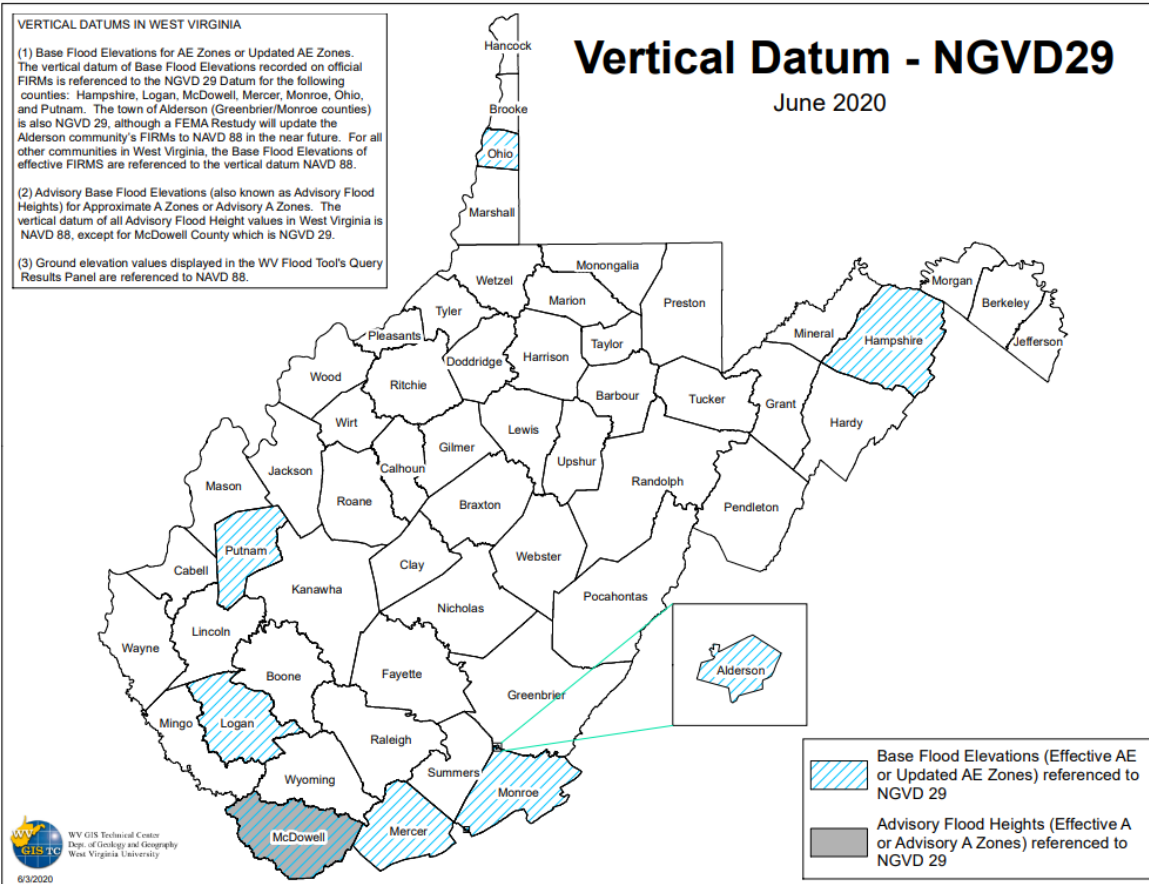 VERTICAL DATUMS IN WEST VIRGINIA
(1) Base Flood Elevations for AE Zones or Updated AE Zones.
The vertical datum of Base Flood Elevations recorded on official
FIRMs is referenced to the NGVD 29 Datum for the following
counties: Hampshire, Logan, McDowell, Mercer, Monroe, Ohio,
and Putnam. The town of Alderson (Greenbrier/Monroe counties)
is also NGVD 29, although a FEMA Restudy will update the
Alderson community's FIRMs to NAVD 88 in the near future. For all
other communities in West Virginia, the Base Flood Elevations of
effective FIRMS are referenced to the vertical datum NAVD 88.
(2) Advisory Base Flood Elevations (also known as Advisory Flood
Heights) for Approximate A Zones or Advisory A Zones. The
vertical datum of all Advisory Flood Height values in West Virginia is
NAVD 88, except for McDowell County which is NGVD 29.
(3) Ground elevation values displayed in the WV Flood Tool's Query
Results Panel are referenced to NAVD 88.
Vertical Datum - NGVD29
June 2020
Hancock
Brooke
Ohio
Marshall
Wetzel
Monongalia
Marion
Preston
Tyler
Pleasants
Doddridge
Harrison
Taylor
Morgan
Berkeley
Jefferson
Mineral
Hampshire
Wood
Ritchie
Barbour
Tucker
Grant
Hardy
Wirt
Lewis
Gilmer
Upshur
Calhoun
Jackson
Roane
Mason
Braxton
Randolph
Pendleton
Putnam
Cabell
Clay
Webster
Kanawha
Nicholas
Pocahontas
Lincoln
Wayne
Boone
Fayette
Greenbrier
Alderson
Mingo
Logan
Raleigh
Wyoming
Summers
Monroe
McDowell
Mercer
Base Flood Elevations (Effective AE
or Updated AE Zones) referenced to
NGVD 29
Advisory Flood Heights (Effective A
or Advisory A Zones) referenced to
NGVD 29
WV
GIS TC
WV GIS Technical Center
Dept. of Geology and Geography
West Virginia University
6/3/2020